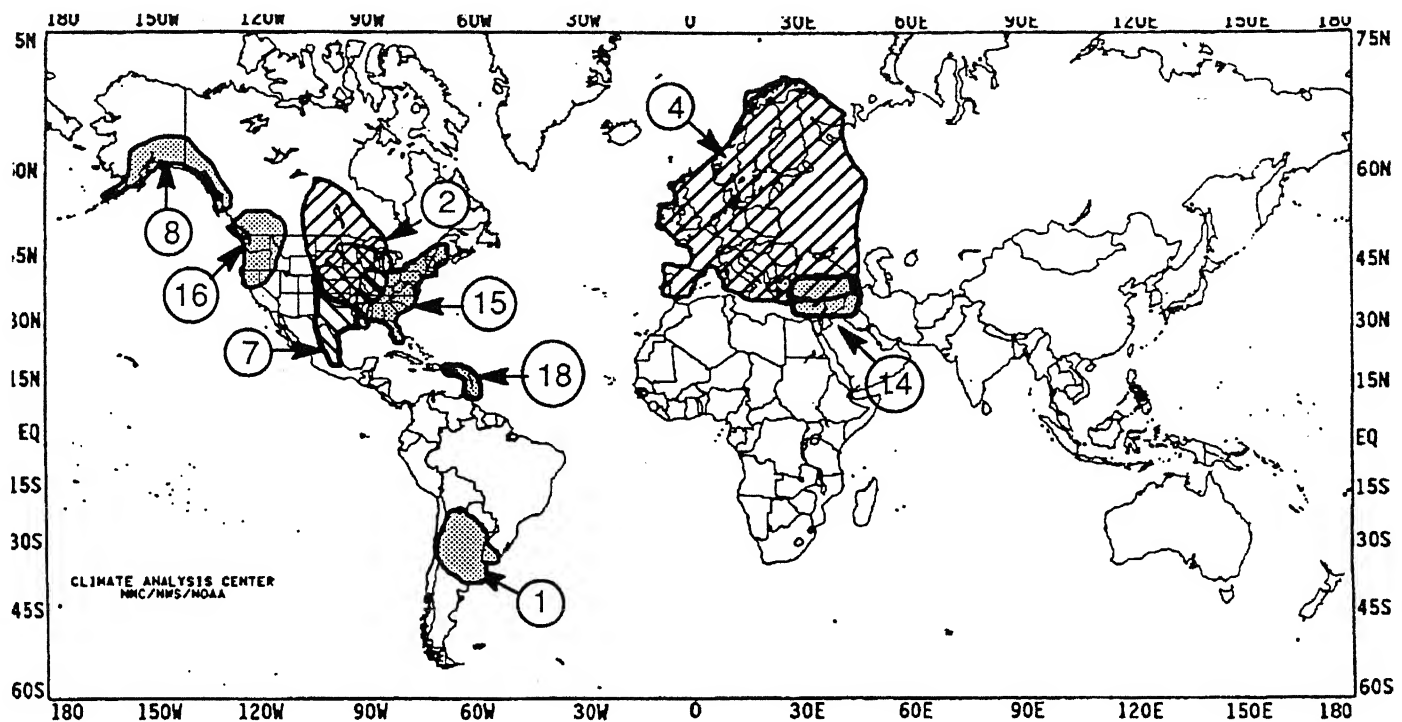 180 150W 120W 90W 60W 30W 0 30E 60E 90E 120E 150E 180
5N 75N
4
60N
2
8
5N 45N
16
15
30N 30N
7
18
14
15N 15N
EQ EQ
15S 15S
30S 30S
CLIMATE ANALYSIS CENTER
NMC/NWS/NOAA
1
45S 45S
60S 60S
180 150W 120W 90W 60W 30W 0 30E 60E 90E 120E 150E 180